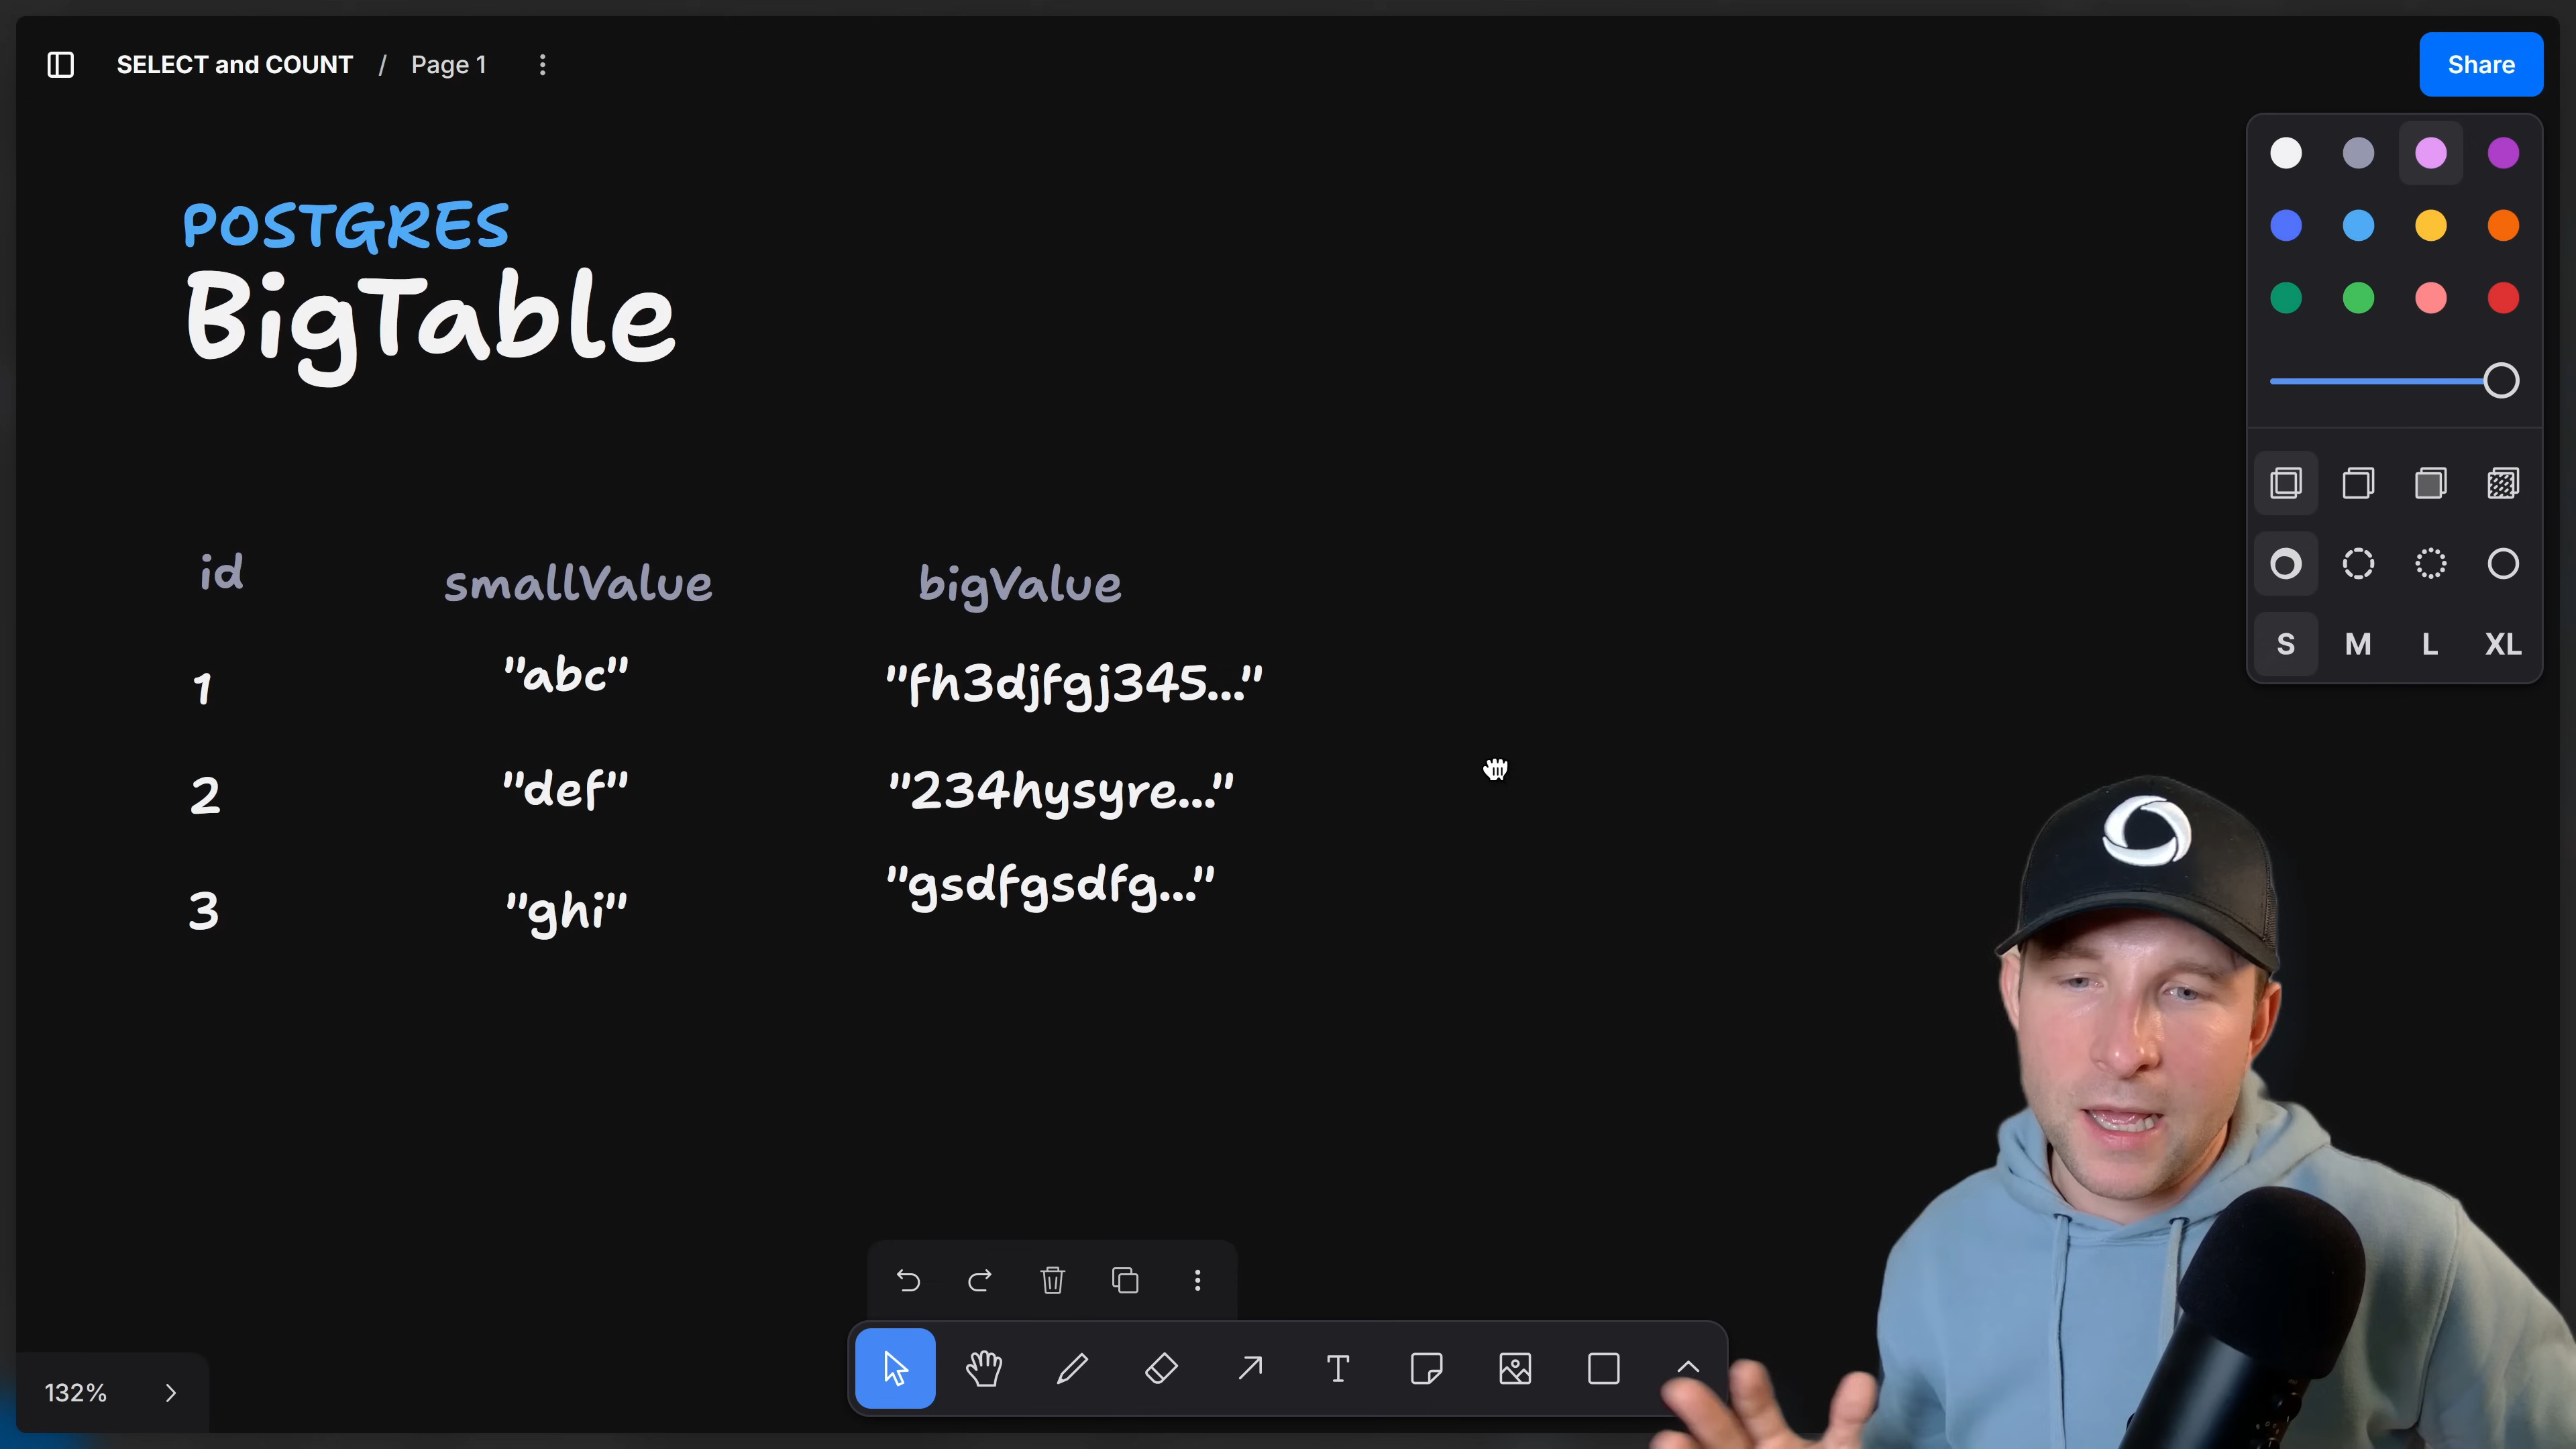 SELECT and COUNT / Page 1
Share
POSTGRES
BigTable
id smallValue bigValue
1 "abc" "fh3djfgj345..."
2 "def" "234hysyre..."
3 "ghi" "gsdfgsdfg..."
S M L XL
132%
T